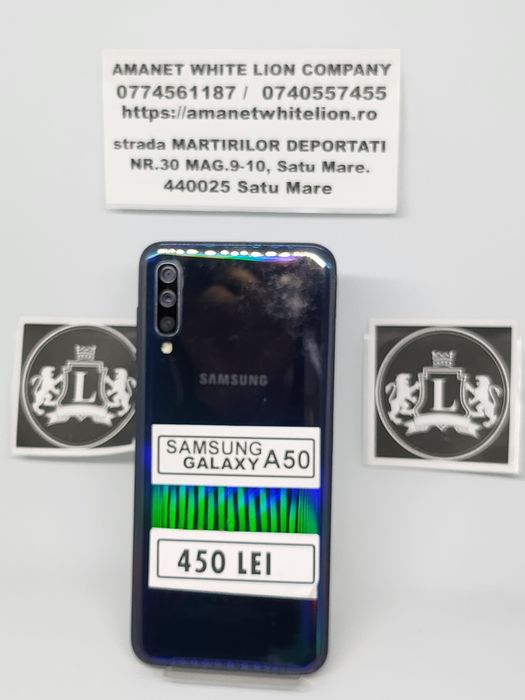 AMANET WHITE LION COMPANY
0774561187 / 0740557455
https://amanetwhitelion.ro
strada MARTIRILOR DEPORTATI
NR.30 MAG.9-10, Satu Mare.
440025 Satu Mare
SAMSUNG
L
L
SAMSUNG
GALAXY A50
450 LEI